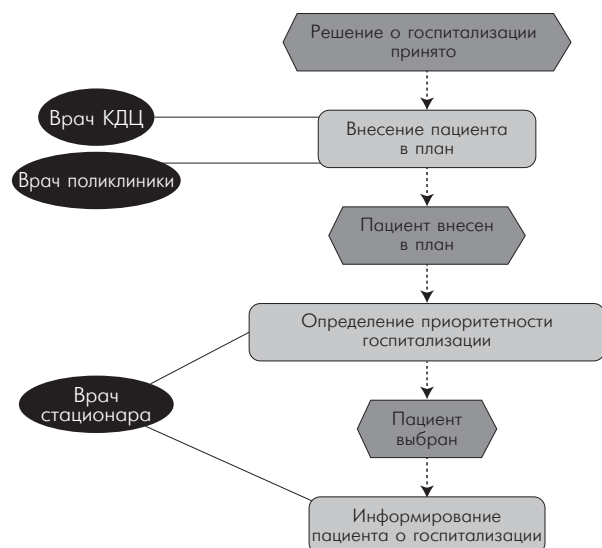 Решение о госпитализации
принято
Врач КДЦ
Внесение пациента
в план
Врач поликлиники
Пациент внесен
в план
Определение приоритетности
госпитализации
Врач
стационара
Пациент
выбран
Информирование
пациента о госпитализации